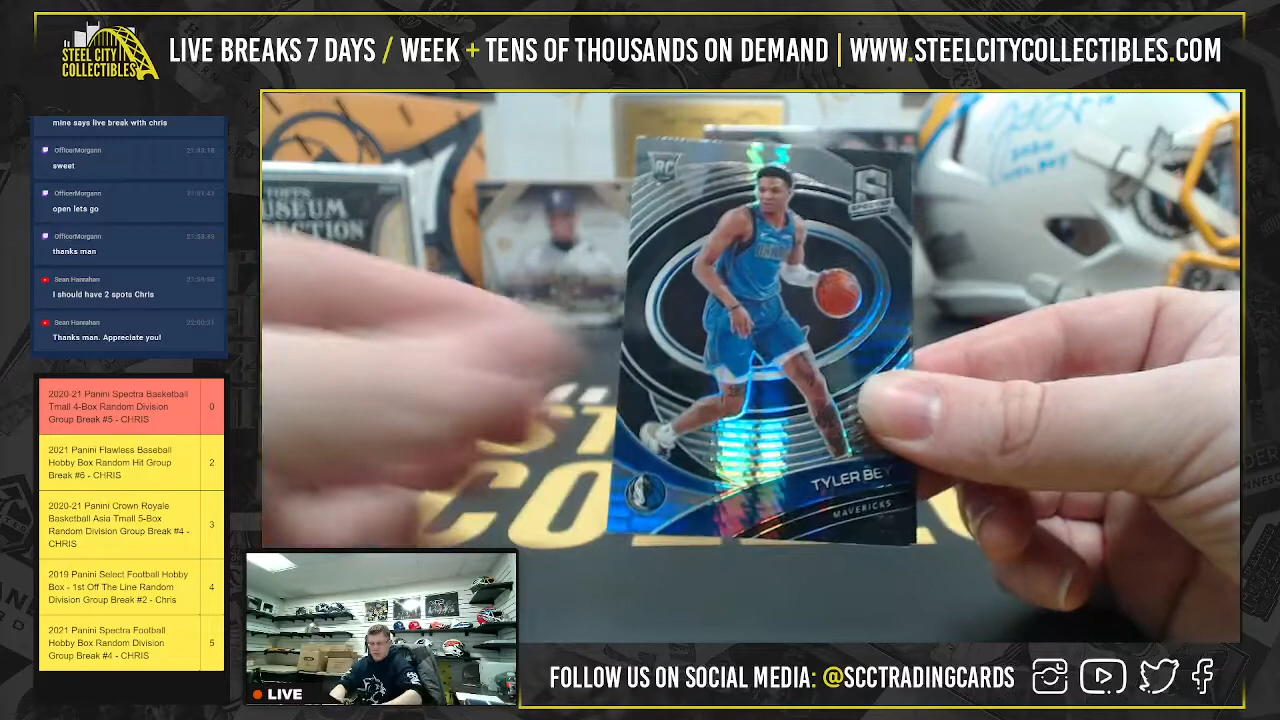 STEEL CITY
COLLECTIBLES
LIVE BREAKS 7 DAYS / WEEK + TENS OF THOUSANDS ON DEMAND | WWW.STEELCITYCOLLECTIBLES.COM
mine says live break with chris
OfficerMorgann 21:33:18
sweet
OfficerMorgann
open lets go
OfficerMorgann
thanks man
Sean Hanrahan
I should have 2 spots Chris
Sean Hanrahan 22:00:21
Thanks man. Appreciate you!
2020-21 Panini Spectra Basketball
Tmall 4-Box Random Division
Group Break #5 - CHRIS
0
2021 Panini Flawless Baseball
Hobby Box Random Hit Group
Break #6 - CHRIS
2
2020-21 Panini Crown Royale
Basketball Asia Tmall 5-Box
Random Division Group Break #4 -
CHRIS
3
2019 Panini Select Football Hobby
Box - 1st Off The Line Random
Division Group Break #2 - Chris
4
2021 Panini Spectra Football
Hobby Box Random Division
Group Break #4 - CHRIS
5
RC
S
SPECTRA
TYLER BEY
MAVERICKS
LIVE
FOLLOW US ON SOCIAL MEDIA: @SCCTRADINGCARDS